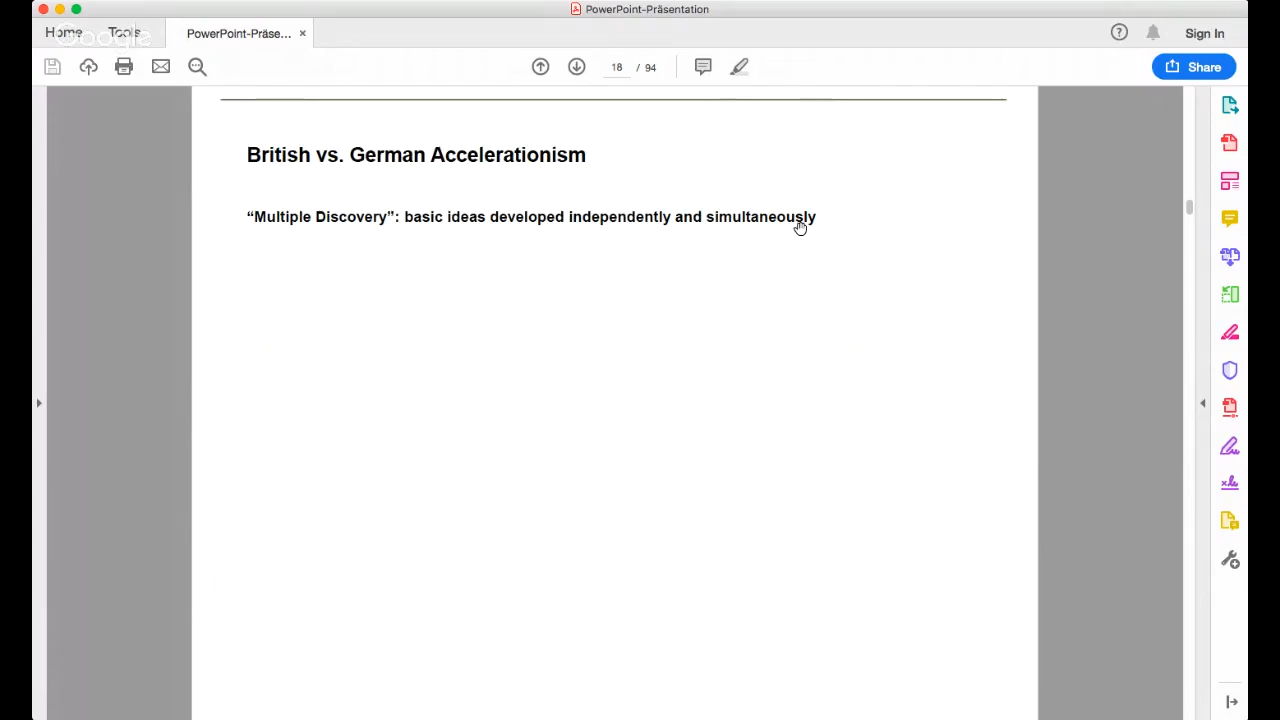 PowerPoint-Präsentation
Home Tools PowerPoint-Präse... × Sign In
Google
18 / 94 Share
British vs. German Accelerationism
“Multiple Discovery”: basic ideas developed independently and simultaneously